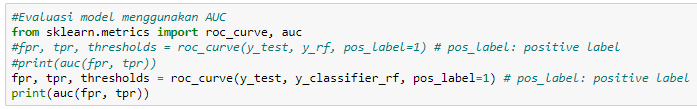 #Evaluasi model menggunakan AUC
from sklearn.metrics import roc_curve, auc
#fpr, tpr, thresholds = roc_curve(y_test, y_rf, pos_label=1) # pos_label: positive label
#print(auc(fpr, tpr))
fpr, tpr, thresholds = roc_curve(y_test, y_classifier_rf, pos_label=1) # pos_label: positive label
print(auc(fpr, tpr))